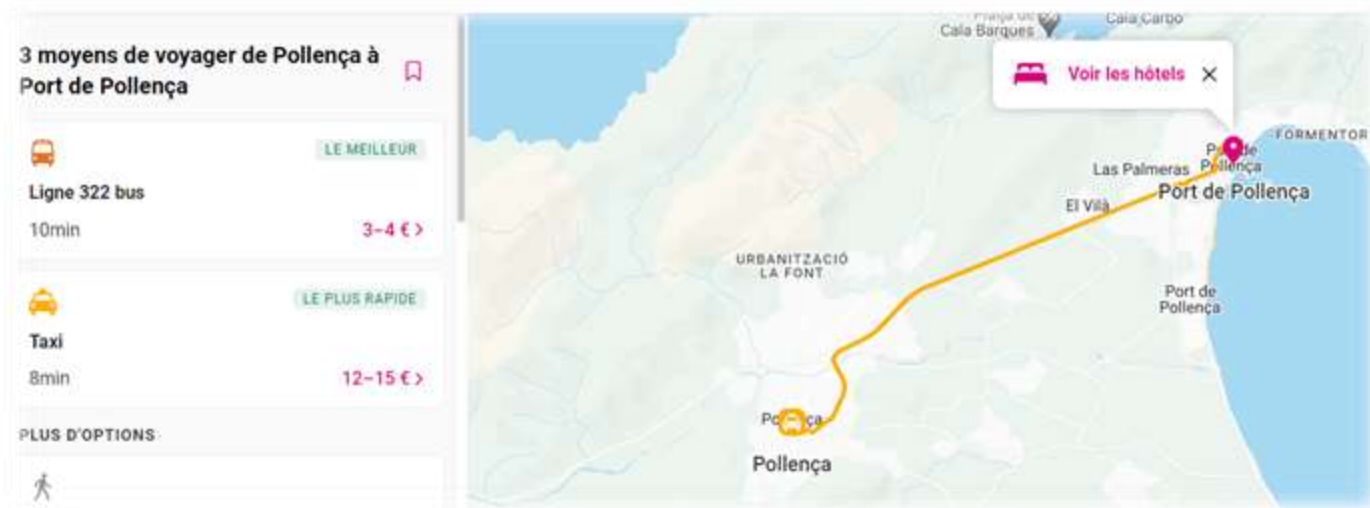 3 moyens de voyager de Pollença à
Port de Pollença
LE MEILLEUR
Ligne 322 bus
10min
3–4 €
LE PLUS RAPIDE
Taxi
8min
12–15 €
PLUS D'OPTIONS
Cala Barques
Cala Carbo
Voir les hôtels
FORMENTOR
Las Palmeras
Port de Pollença
El Vilà
URBANITZACIÓ
LA FONT
Port de
Pollença
Pollença